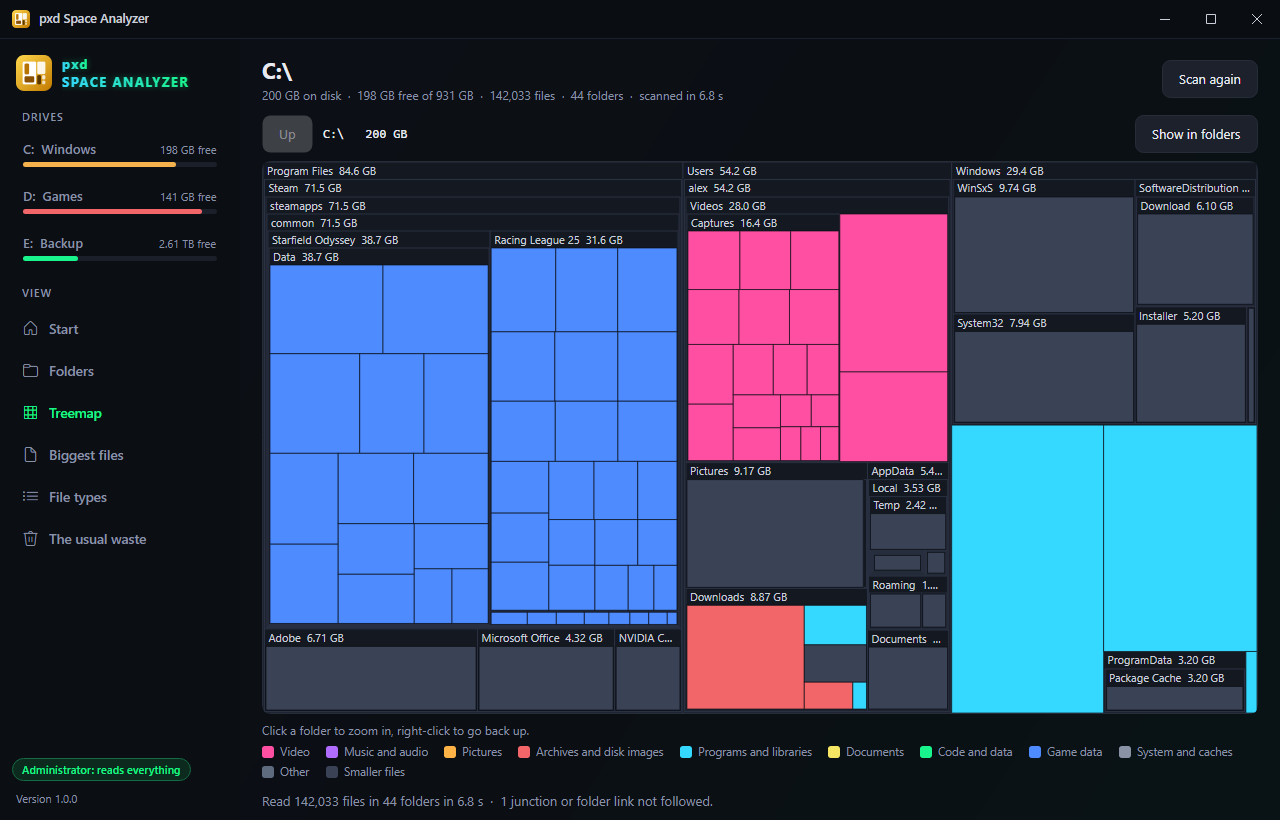 pxd Space Analyzer
pxd
SPACE ANALYZER
DRIVES
C: Windows 198 GB free
D: Games 141 GB free
E: Backup 2.61 TB free
VIEW
Start
Folders
Treemap
Biggest files
File types
The usual waste
Administrator: reads everything
Version 1.0.0
C:\
200 GB on disk · 198 GB free of 931 GB · 142,033 files · 44 folders · scanned in 6.8 s
Scan again
Up C:\ 200 GB
Show in folders
Program Files 84.6 GB
Steam 71.5 GB
steamapps 71.5 GB
common 71.5 GB
Starfield Odyssey 38.7 GB
Data 38.7 GB
Racing League 25 31.6 GB
Adobe 6.71 GB
Microsoft Office 4.32 GB
NVIDIA C...
Users 54.2 GB
alex 54.2 GB
Videos 28.0 GB
Captures 16.4 GB
Pictures 9.17 GB
AppData 5.4...
Local 3.53 GB
Temp 2.42 ...
Roaming 1....
Downloads 8.87 GB
Documents ...
Windows 29.4 GB
WinSxS 9.74 GB
SoftwareDistribution ...
Download 6.10 GB
System32 7.94 GB
Installer 5.20 GB
ProgramData 3.20 GB
Package Cache 3.20 GB
Click a folder to zoom in, right-click to go back up.
Video Music and audio Pictures Archives and disk images Programs and libraries Documents Code and data Game data System and caches
Other Smaller files
Read 142,033 files in 44 folders in 6.8 s · 1 junction or folder link not followed.